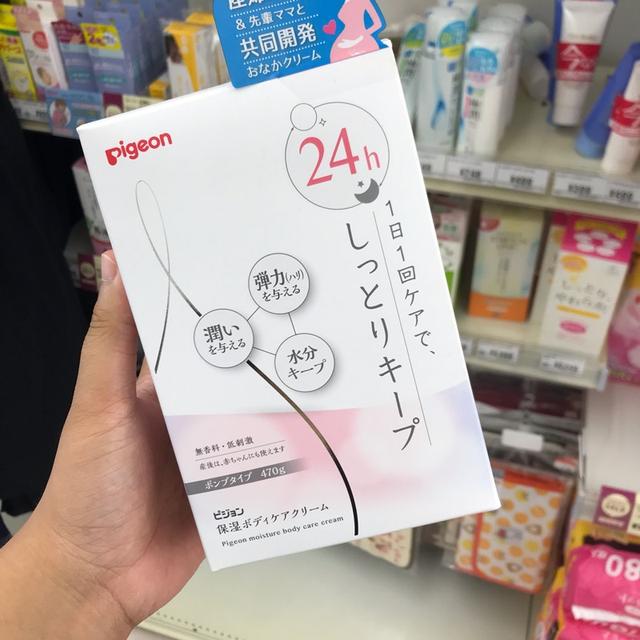 & 先輩ママと
共同開発
おなかクリーム
Pigeon
24h
1日1回ケアで、
しっとりキープ
弾力(ハリ)
を与える
潤い
を与える
水分
キープ
無香料・低刺激
産後は、赤ちゃんにも使えます
ポンプタイプ 470g
ピジョン
保湿ボディケアクリーム
Pigeon moisture body care cream